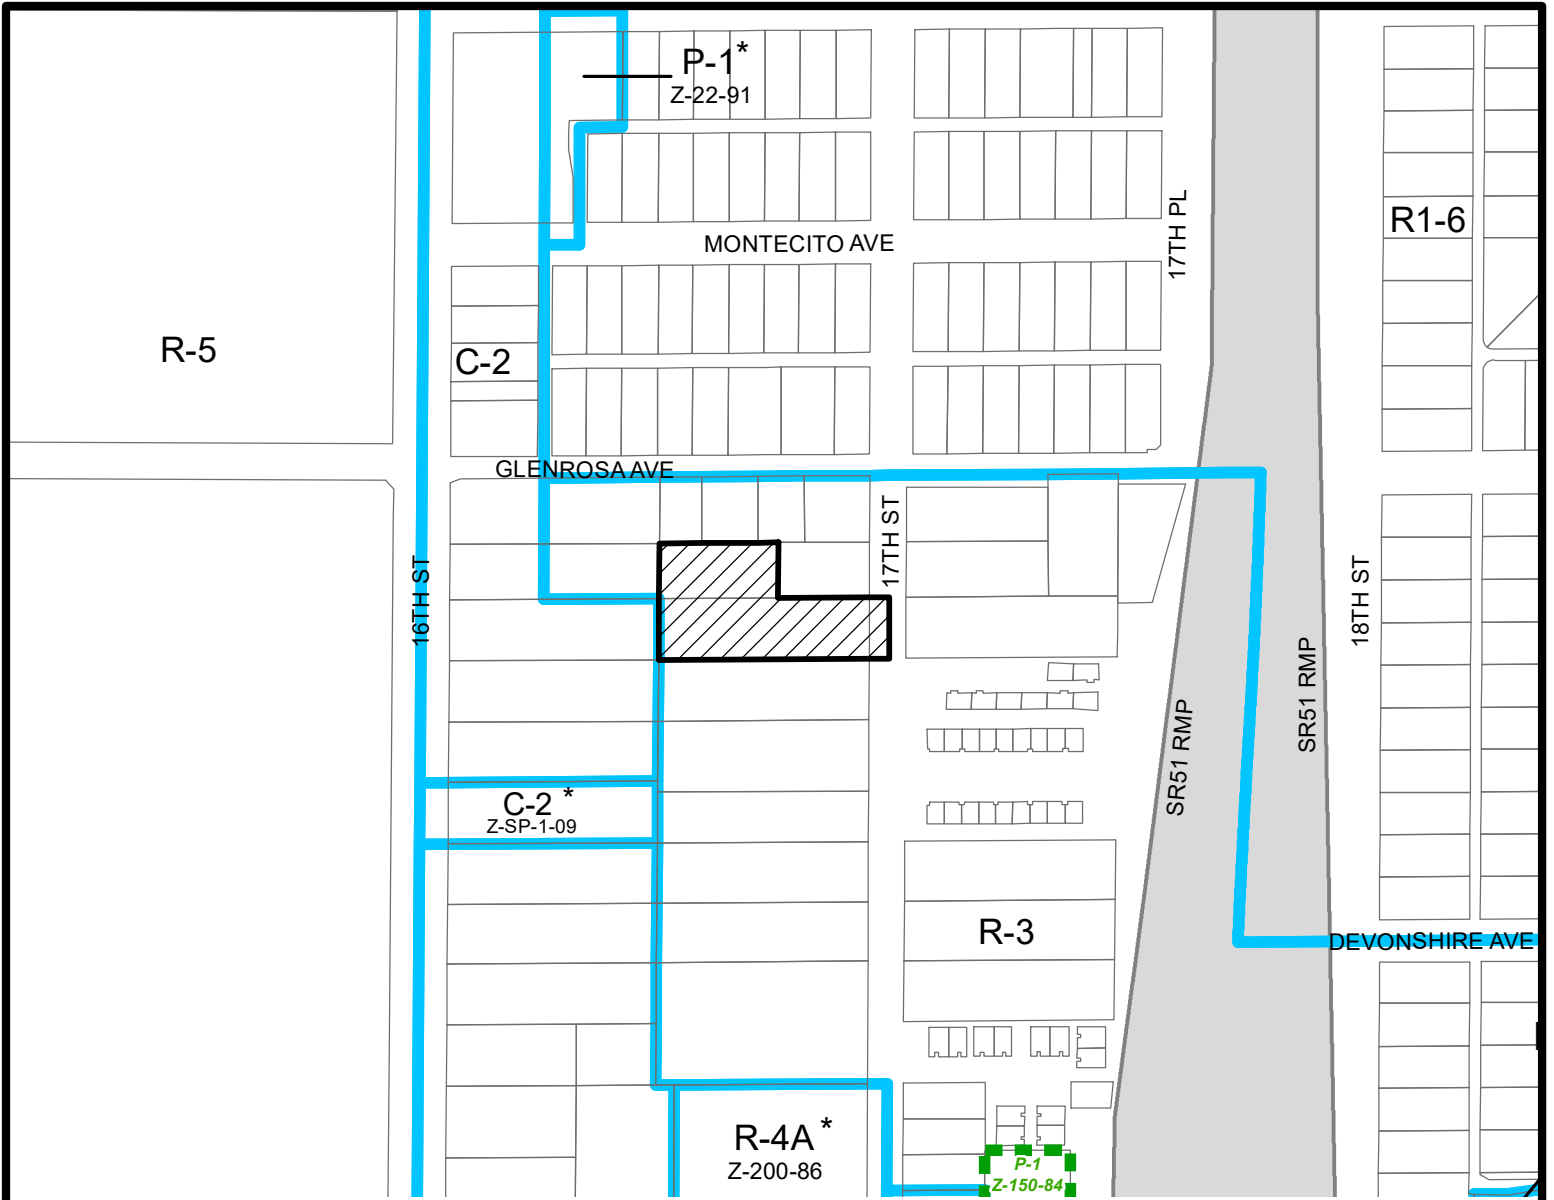 P-1*
Z-22-91
17TH PL
R1-6
MONTECITO AVE
R-5
C-2
GLENROSA AVE
17TH ST
16TH ST
18TH ST
SR51 RMP
SR51 RMP
C-2 *
Z-SP-1-09
R-3
DEVONSHIRE AVE
R-4A *
Z-200-86
P-1
Z-150-84